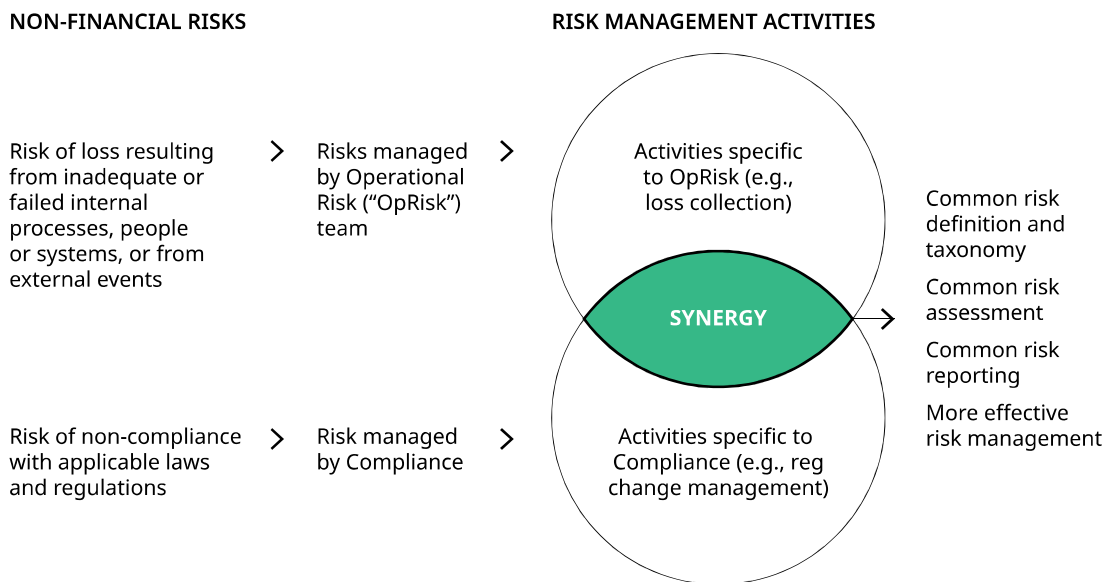 NON-FINANCIAL RISKS
RISK MANAGEMENT ACTIVITIES
Risk of loss resulting
from inadequate or
failed internal
processes, people
or systems, or from
external events
Risks managed
by Operational
Risk (“OpRisk”)
team
Activities specific
to OpRisk (e.g.,
loss collection)
SYNERGY
Common risk
definition and
taxonomy
Common risk
assessment
Common risk
reporting
More effective
risk management
Risk of non-compliance
with applicable laws
and regulations
Risk managed
by Compliance
Activities specific to
Compliance (e.g., reg
change management)